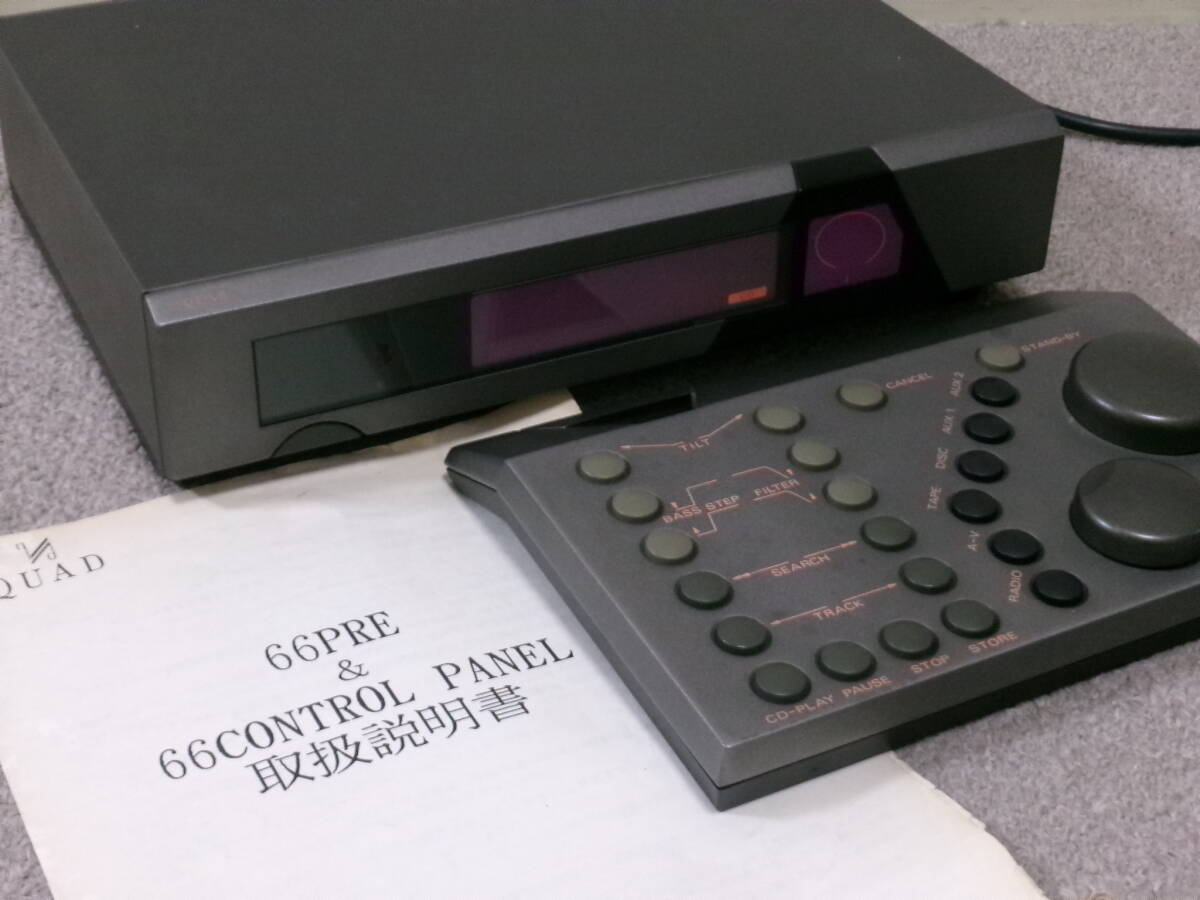 QUAD
66PRE
&
66CONTROL PANEL
取扱説明書
STAND-BY
CANCEL
TILT
BASS STEP FILTER
SEARCH
TRACK
CD-PLAY PAUSE STOP STORE
AUX 2
AUX 1
DISC
TAPE
A-V
RADIO